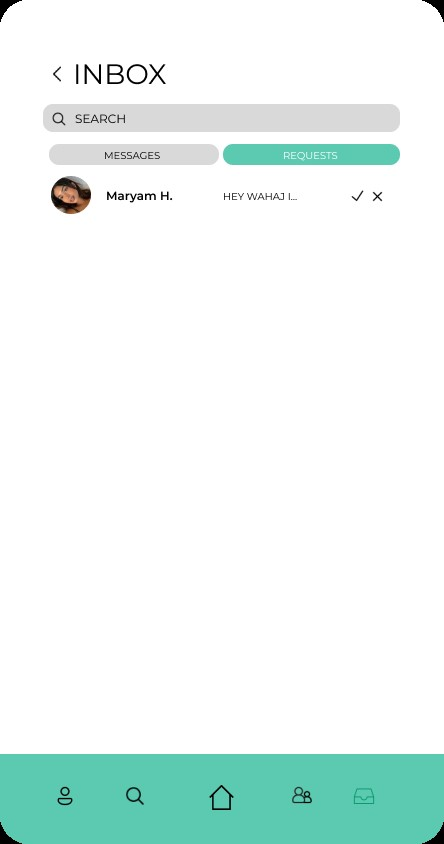 INBOX
SEARCH
MESSAGES REQUESTS
Maryam H. HEY WAHAJ I...